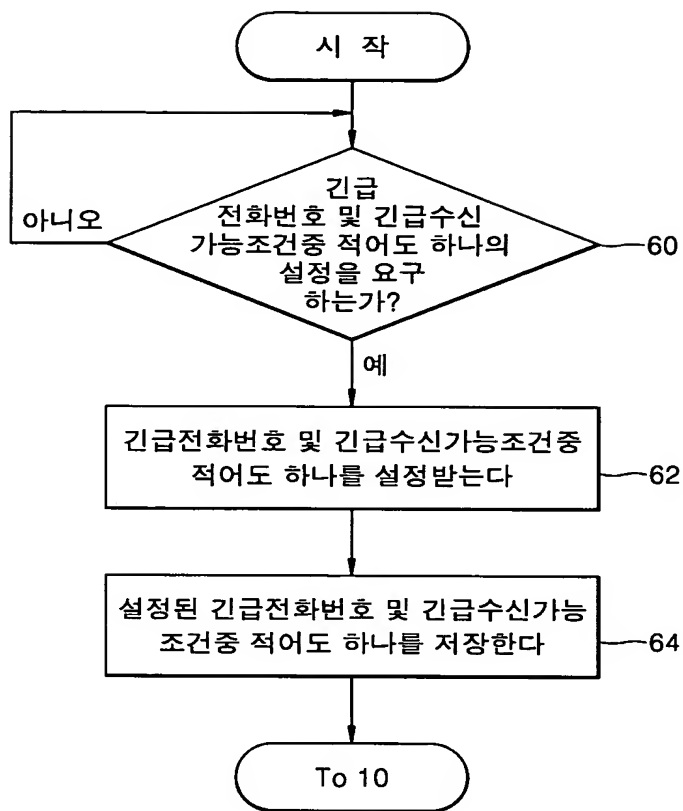 시 작
긴급
전화번호 및 긴급수신
가능조건중 적어도 하나의
설정을 요구
하는가?
아니오
60
예
긴급전화번호 및 긴급수신가능조건중
적어도 하나를 설정받는다
62
설정된 긴급전화번호 및 긴급수신가능
조건중 적어도 하나를 저장한다
64
To 10